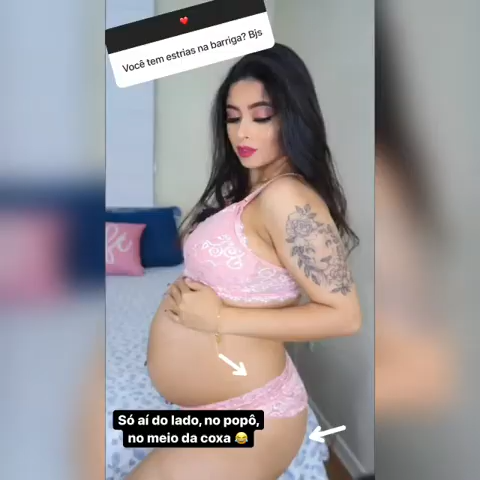 Você tem estrias na barriga? Bjs
Só aí do lado, no popô,
no meio da coxa 😂